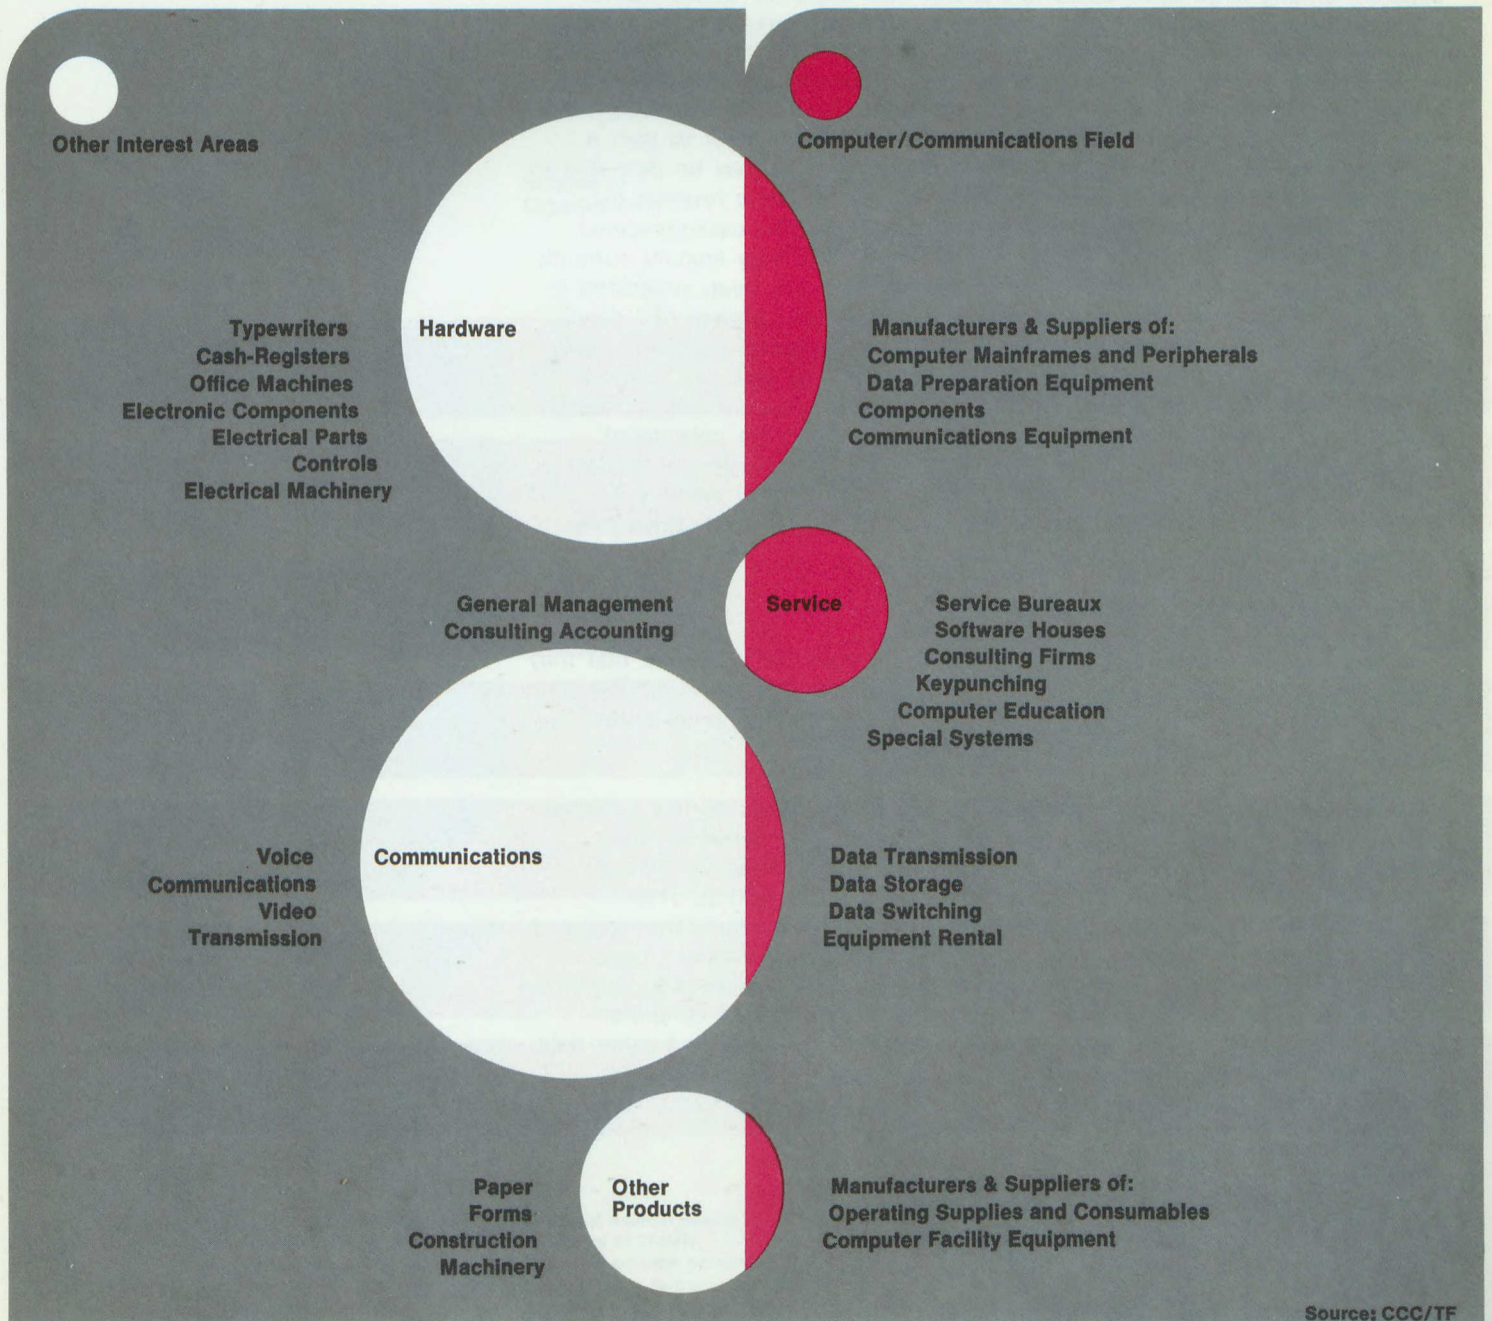 Other Interest Areas
Computer/Communications Field
Typewriters
Cash-Registers
Office Machines
Electronic Components
Electrical Parts
Controls
Electrical Machinery
Hardware
Manufacturers & Suppliers of:
Computer Mainframes and Peripherals
Data Preparation Equipment
Components
Communications Equipment
General Management
Consulting Accounting
Service
Service Bureaux
Software Houses
Consulting Firms
Keypunching
Computer Education
Special Systems
Voice
Communications
Video
Transmission
Communications
Data Transmission
Data Storage
Data Switching
Equipment Rental
Paper
Forms
Construction
Machinery
Other
Products
Manufacturers & Suppliers of:
Operating Supplies and Consumables
Computer Facility Equipment
Source: CCC/TF